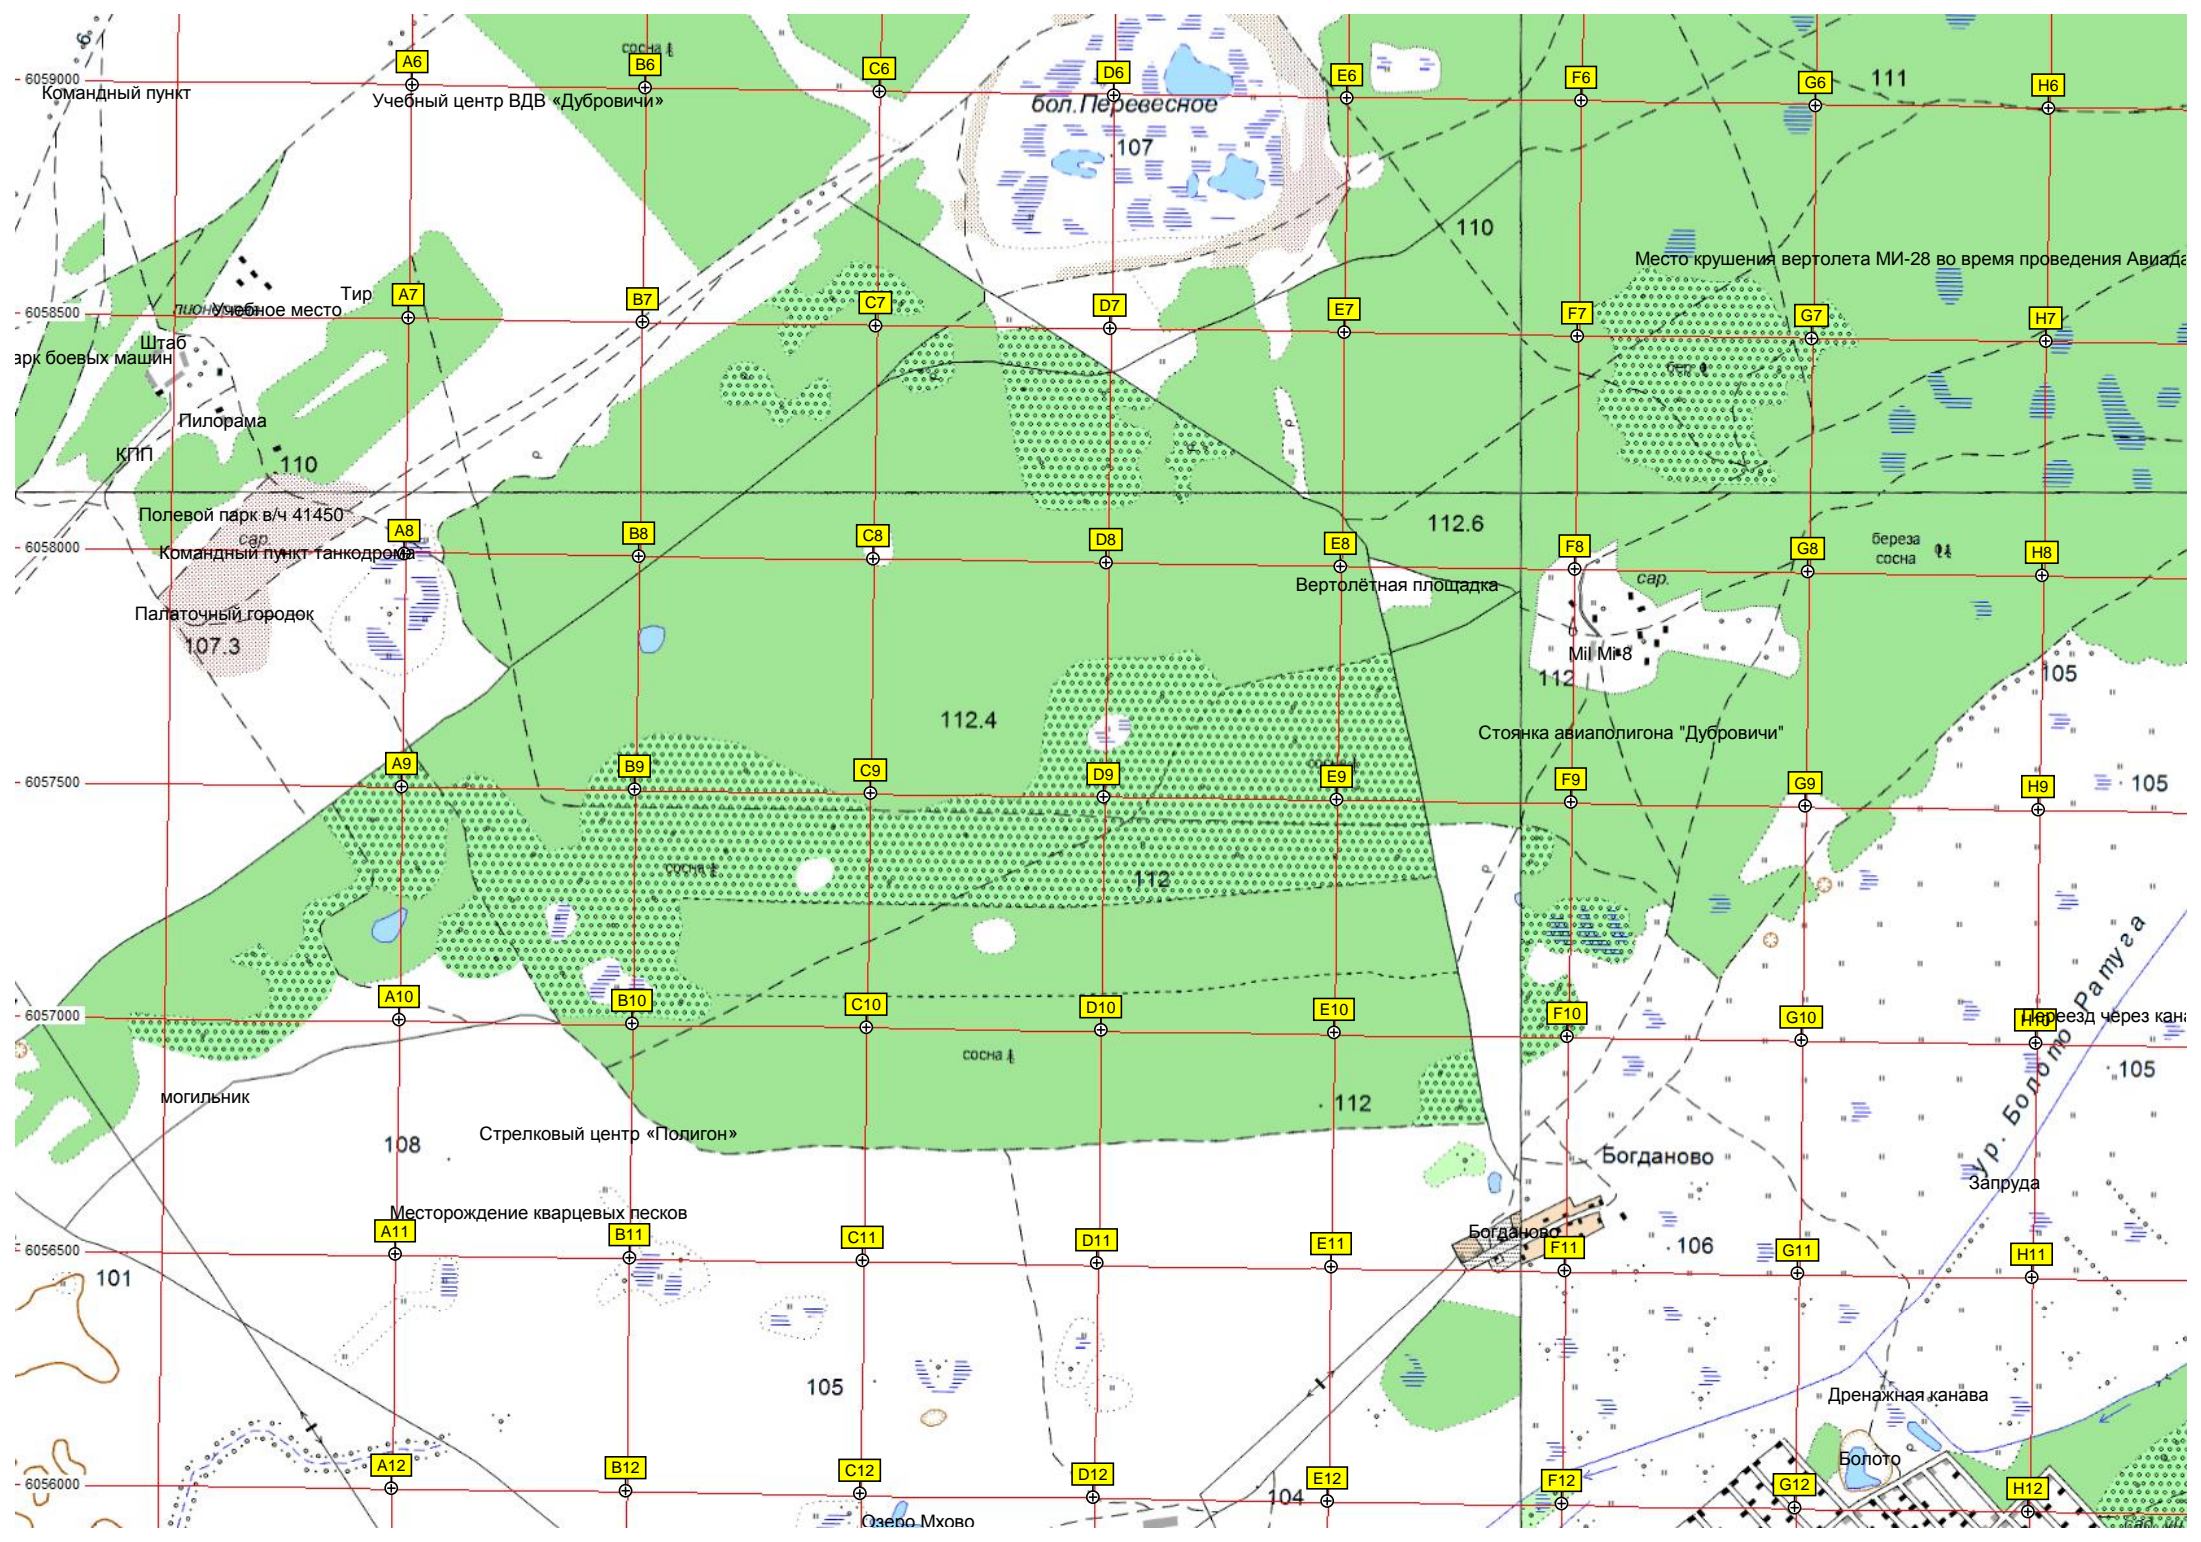 сосна
A6
B6
C6
D6
E6
F6
G6
111
H6
6059000
Командный пункт
Учебный центр ВДВ «Дубровичи»
бол.Перевесное
107
110
Место крушения вертолета МИ-28 во время проведения Авиада
Тир
A7
B7
C7
D7
E7
F7
G7
H7
6058500
Учебное место
Штаб
арк боевых машин
бер.
Пилорама
КПП
110
Полевой парк в/ч 41450
112.6
A8
B8
C8
D8
E8
F8
G8
H8
сар.
береза
сосна
6058000
Командный пункт танкодрома
Вертолётная площадка
сар.
Палаточный городок
107.3
Mil Mi-8
112
105
112.4
Стоянка авиаполигона "Дубровичи"
A9
B9
C9
D9
E9
F9
G9
H9
6057500
105
сосна
112
A10
B10
C10
D10
E10
F10
G10
H10
6057000
Переезд через кана
ур. Болото Ратуга
сосна
105
могильник
112
108
Стрелковый центр «Полигон»
Богданово
Запруда
Месторождение кварцевых песков
A11
B11
C11
D11
E11
Богданово
F11
106
G11
H11
6056500
101
105
Дренажная канава
Болото
A12
B12
C12
D12
E12
F12
G12
H12
6056000
104
Озеро Мхово